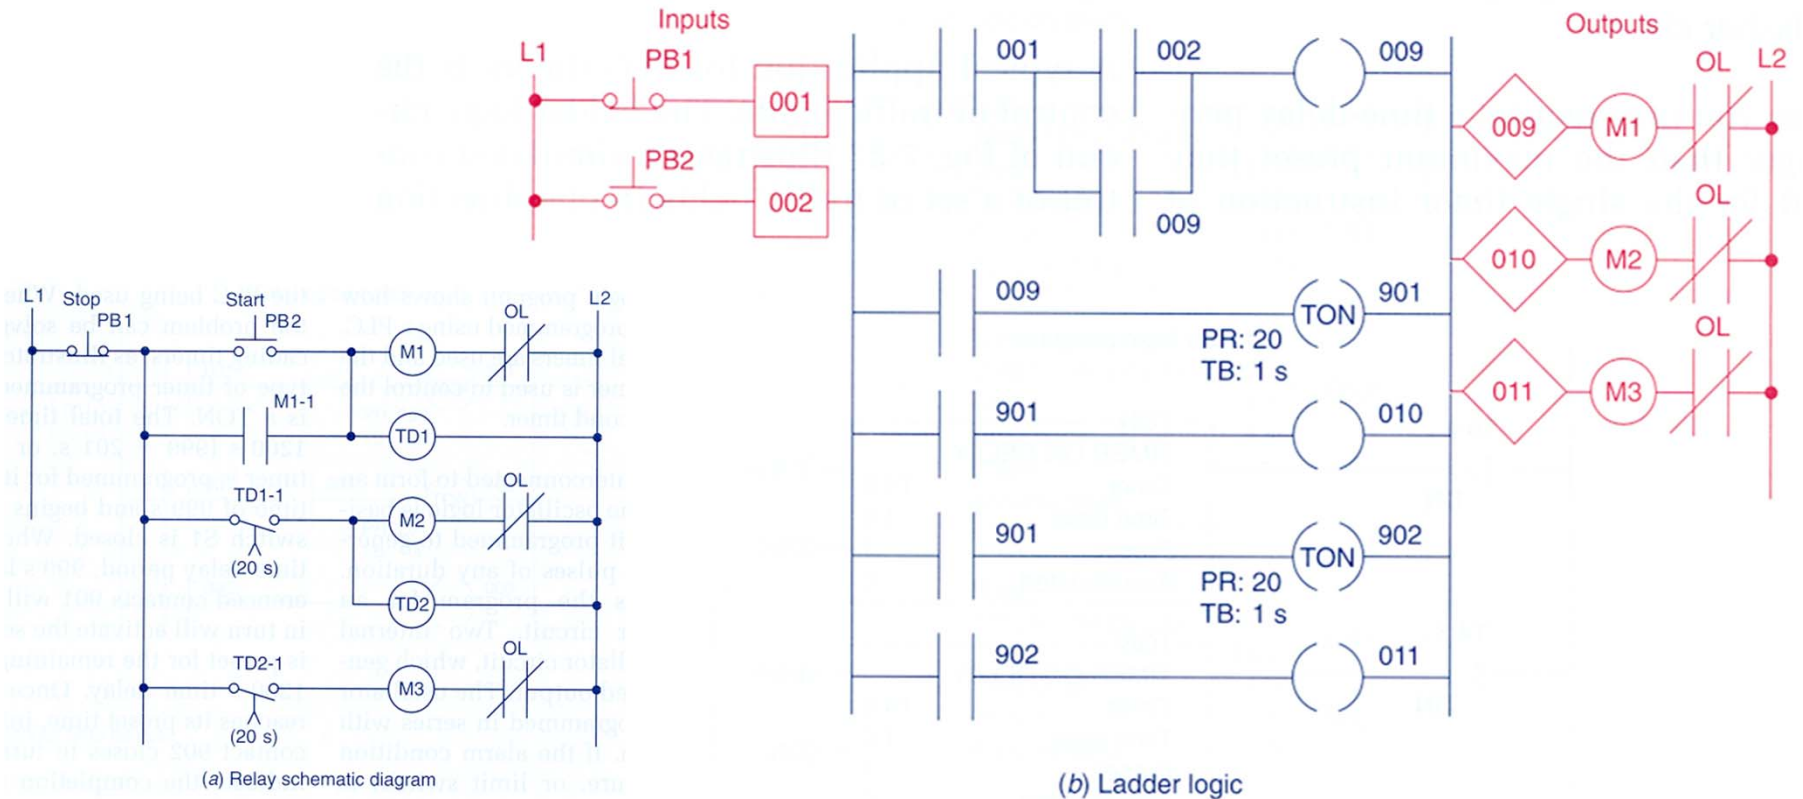 Inputs
L1
PB1
001
PB2
002
001 002 009
009
009 TON 901
PR: 20
TB: 1 s
901 010
901 TON 902
PR: 20
TB: 1 s
902 011
Outputs
OL L2
009 M1
OL
010 M2
OL
011 M3
(b) Ladder logic
L1 Stop Start L2
PB1 PB2 OL
M1
M1-1
TD1
TD1-1 OL
M2
(20 s)
TD2
TD2-1 OL
M3
(20 s)
(a) Relay schematic diagram